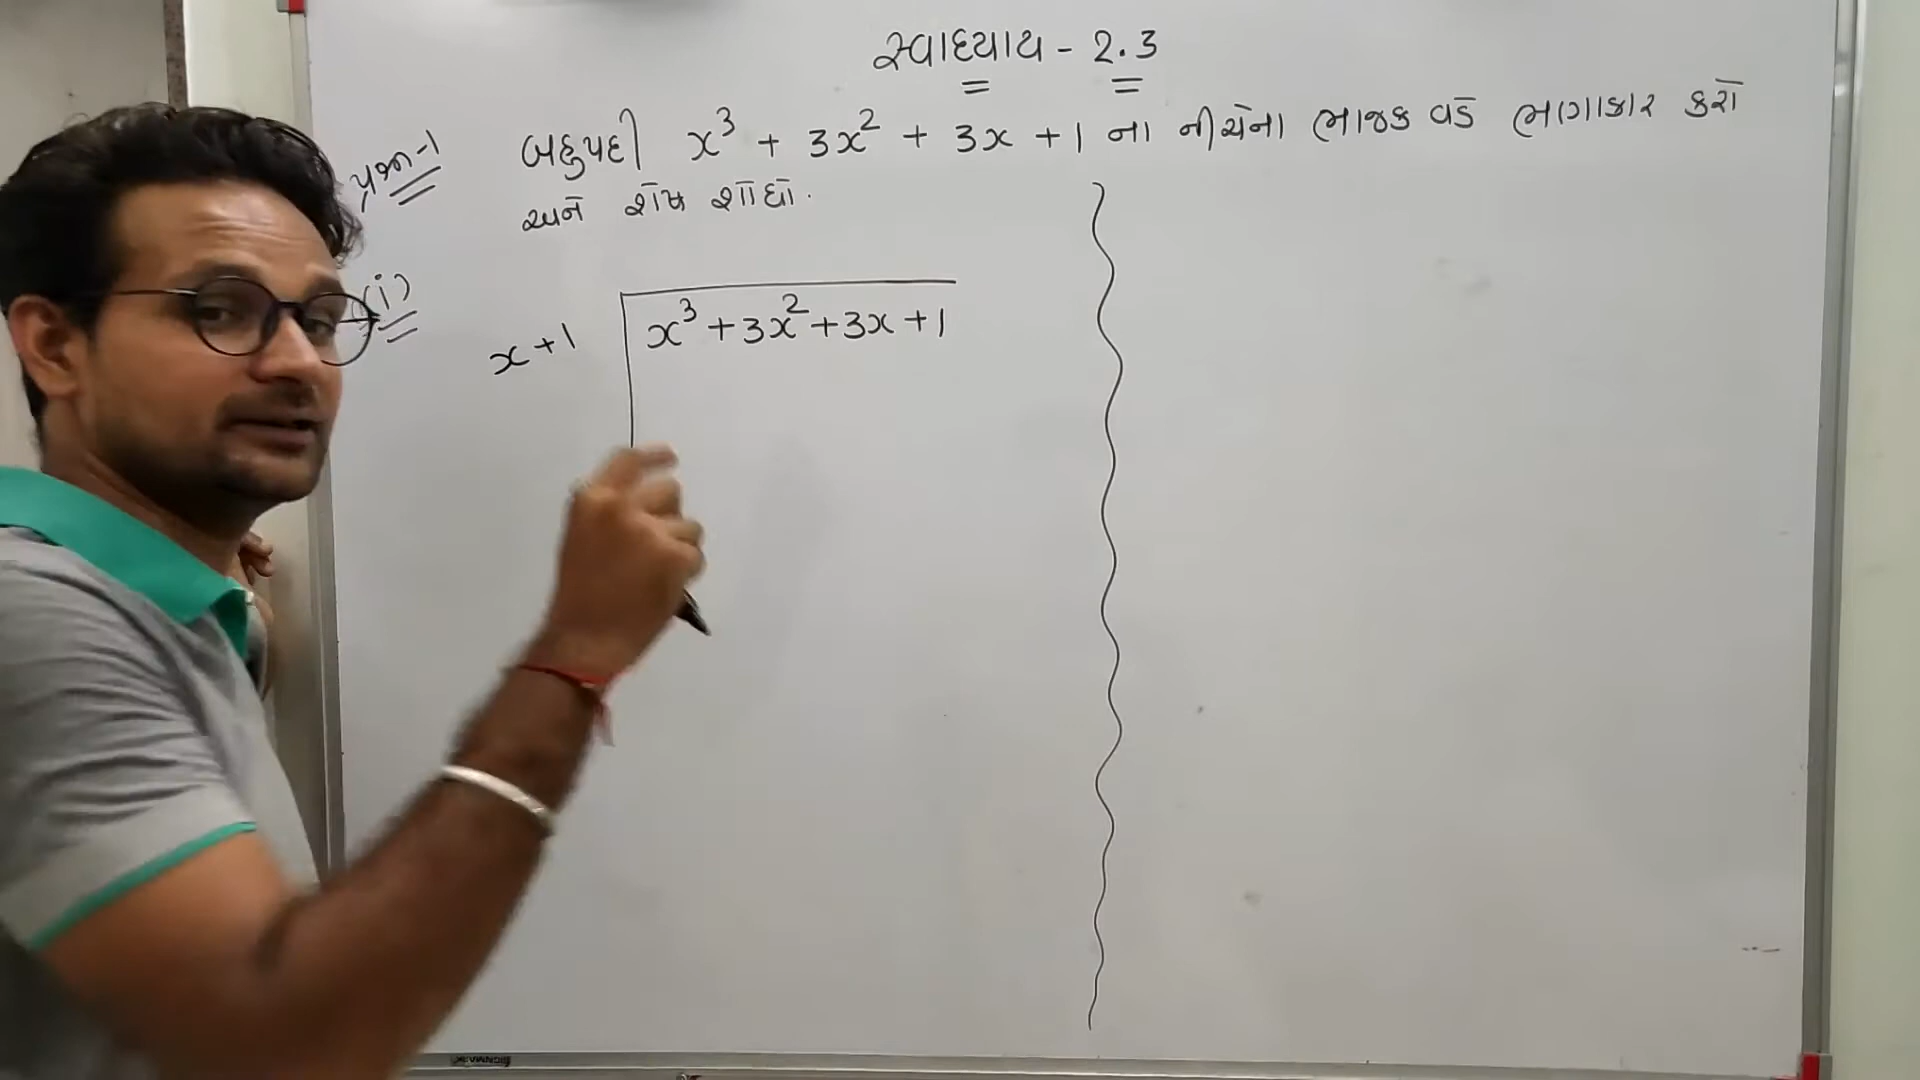 સ્વાધ્યાય - 2.3
પ્રશ્ન-1 બહુપદી x³ + 3x² + 3x + 1 ના નીચેના ભાજક વડે ભાગાકાર કરો
અને શેષ શોધો.
(i)
x + 1 x³ + 3x² + 3x + 1